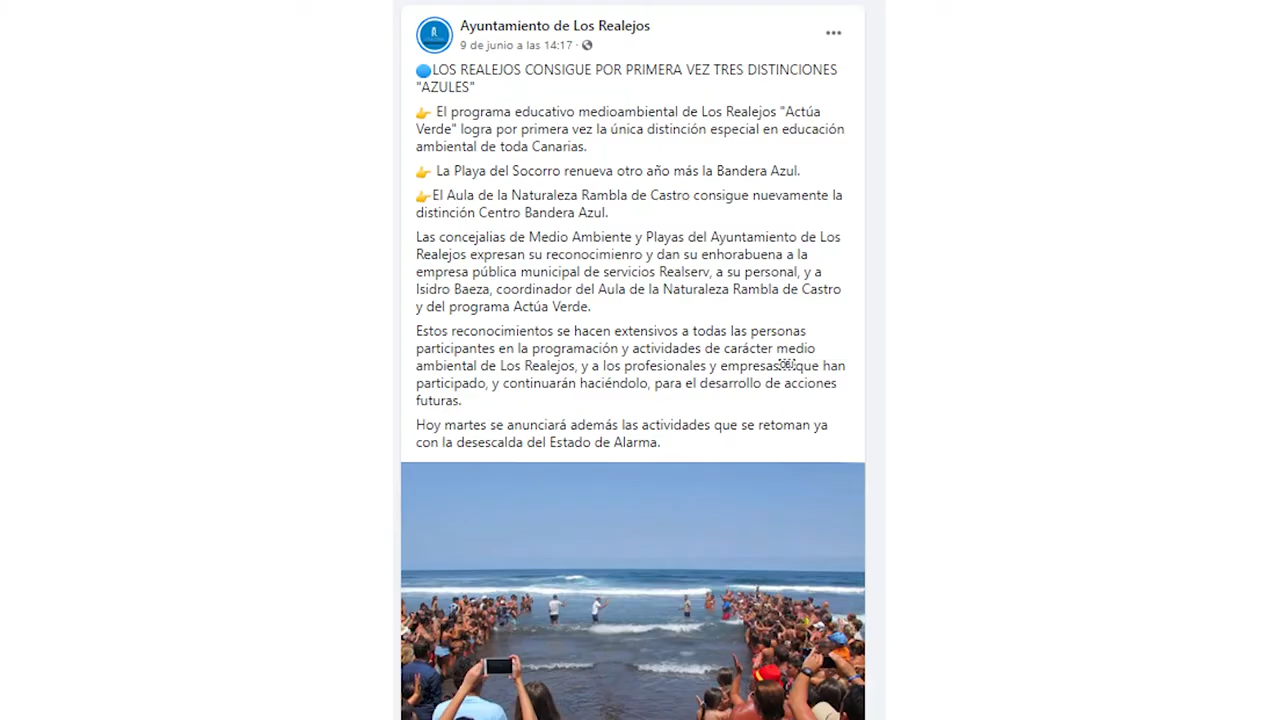 Ayuntamiento de Los Realejos
9 de junio a las 14:17 ·
LOS REALEJOS CONSIGUE POR PRIMERA VEZ TRES DISTINCIONES
"AZULES"
El programa educativo medioambiental de Los Realejos "Actúa
Verde" logra por primera vez la única distinción especial en educación
ambiental de toda Canarias.
La Playa del Socorro renueva otro año más la Bandera Azul.
El Aula de la Naturaleza Rambla de Castro consigue nuevamente la
distinción Centro Bandera Azul.
Las concejalias de Medio Ambiente y Playas del Ayuntamiento de Los
Realejos expresan su reconocimienro y dan su enhorabuena a la
empresa pública municipal de servicios Realserv, a su personal, y a
Isidro Baeza, coordinador del Aula de la Naturaleza Rambla de Castro
y del programa Actúa Verde.
Estos reconocimientos se hacen extensivos a todas las personas
participantes en la programación y actividades de carácter medio
ambiental de Los Realejos, y a los profesionales y empresas que han
participado, y continuarán haciéndolo, para el desarrollo de acciones
futuras.
Hoy martes se anunciará además las actividades que se retoman ya
con la desescalda del Estado de Alarma.